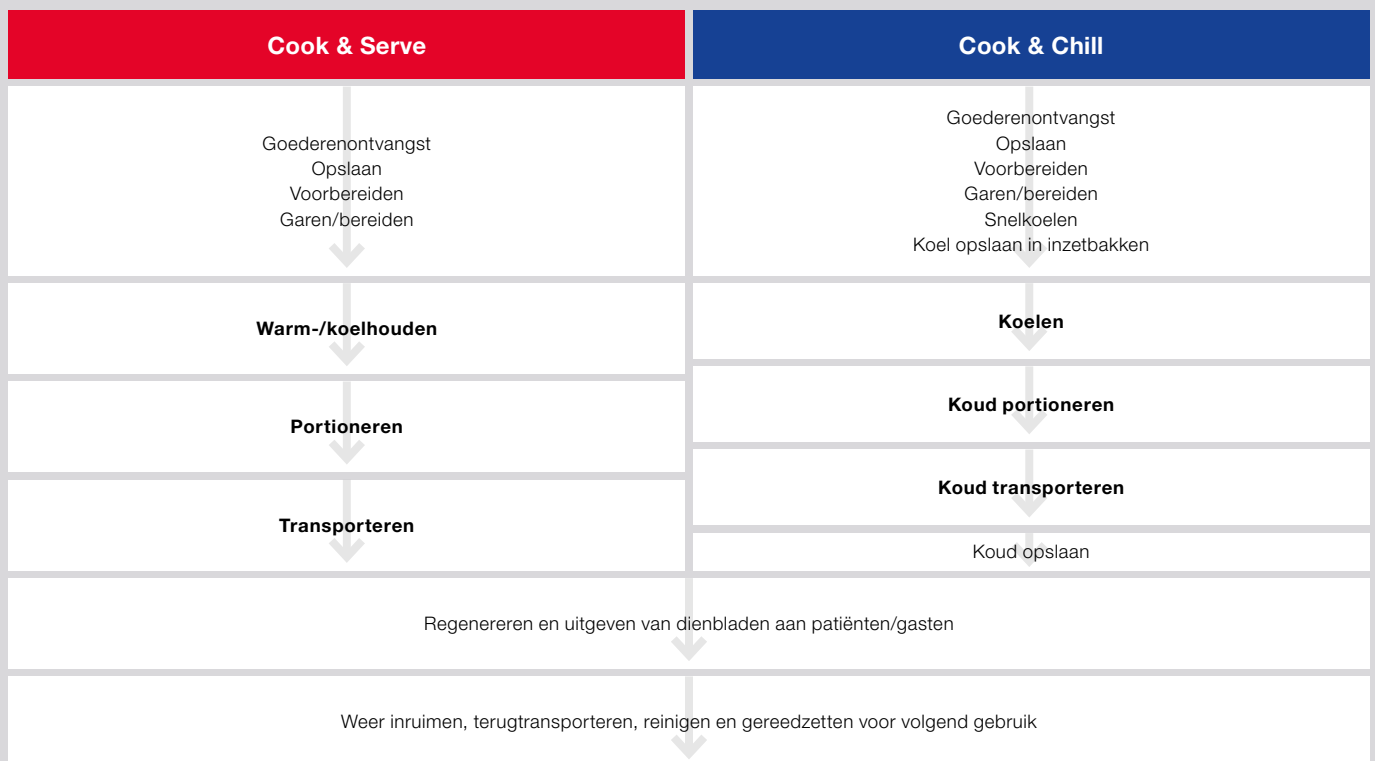 Cook & Serve
Goederenontvangst
Opslaan
Voorbereiden
Garen/bereiden
Warm-/koelhouden
Portioneren
Transporteren
Cook & Chill
Goederenontvangst
Opslaan
Voorbereiden
Garen/bereiden
Snelkoelen
Koel opslaan in inzetbakken
Koelen
Koud portioneren
Koud transporteren
Koud opslaan
Regenereren en uitgeven van dienbladen aan patiënten/gasten
Weer inruimen, terugtransporteren, reinigen en gereedzetten voor volgend gebruik